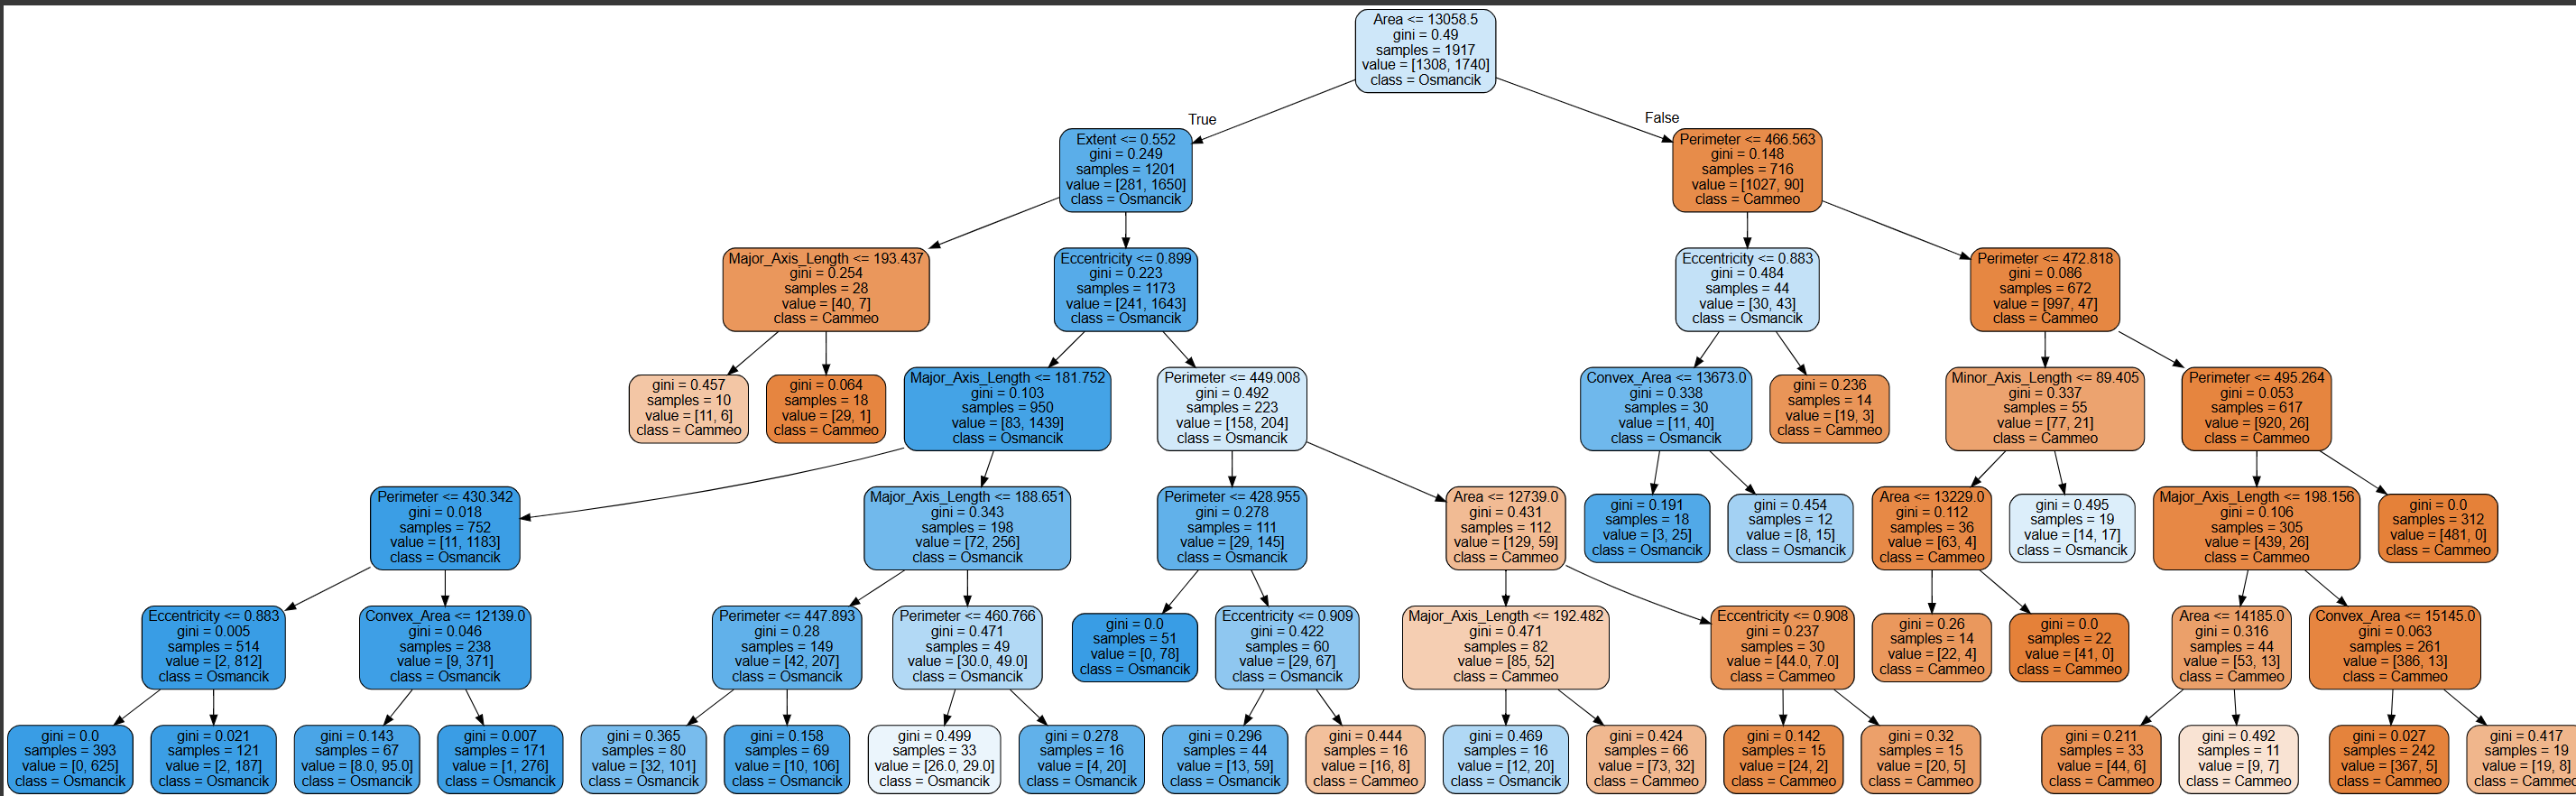 Area <= 13058.5
gini = 0.49
samples = 1917
value = [1308, 1740]
class = Osmancik
True
False
Extent <= 0.552
gini = 0.249
samples = 1201
value = [281, 1650]
class = Osmancik
Perimeter <= 466.563
gini = 0.148
samples = 716
value = [1027, 90]
class = Cammeo
Major_Axis_Length <= 193.437
gini = 0.254
samples = 28
value = [40, 7]
class = Cammeo
Eccentricity <= 0.899
gini = 0.223
samples = 1173
value = [241, 1643]
class = Osmancik
Eccentricity <= 0.883
gini = 0.484
samples = 44
value = [30, 43]
class = Osmancik
Perimeter <= 472.818
gini = 0.086
samples = 672
value = [997, 47]
class = Cammeo
gini = 0.457
samples = 10
value = [11, 6]
class = Cammeo
gini = 0.064
samples = 18
value = [29, 1]
class = Cammeo
Major_Axis_Length <= 181.752
gini = 0.103
samples = 950
value = [83, 1439]
class = Osmancik
Perimeter <= 449.008
gini = 0.492
samples = 223
value = [158, 204]
class = Osmancik
Convex_Area <= 13673.0
gini = 0.338
samples = 30
value = [11, 40]
class = Osmancik
gini = 0.236
samples = 14
value = [19, 3]
class = Cammeo
Minor_Axis_Length <= 89.405
gini = 0.337
samples = 55
value = [77, 21]
class = Cammeo
Perimeter <= 495.264
gini = 0.053
samples = 617
value = [920, 26]
class = Cammeo
Perimeter <= 430.342
gini = 0.018
samples = 752
value = [11, 1183]
class = Osmancik
Major_Axis_Length <= 188.651
gini = 0.343
samples = 198
value = [72, 256]
class = Osmancik
Perimeter <= 428.955
gini = 0.278
samples = 111
value = [29, 145]
class = Osmancik
Area <= 12739.0
gini = 0.431
samples = 112
value = [129, 59]
class = Cammeo
gini = 0.191
samples = 18
value = [3, 25]
class = Osmancik
gini = 0.454
samples = 12
value = [8, 15]
class = Osmancik
Area <= 13229.0
gini = 0.112
samples = 36
value = [63, 4]
class = Cammeo
gini = 0.495
samples = 19
value = [14, 17]
class = Osmancik
Major_Axis_Length <= 198.156
gini = 0.106
samples = 305
value = [439, 26]
class = Cammeo
gini = 0.0
samples = 312
value = [481, 0]
class = Cammeo
Eccentricity <= 0.883
gini = 0.005
samples = 514
value = [2, 812]
class = Osmancik
Convex_Area <= 12139.0
gini = 0.046
samples = 238
value = [9, 371]
class = Osmancik
Perimeter <= 447.893
gini = 0.28
samples = 149
value = [42, 207]
class = Osmancik
Perimeter <= 460.766
gini = 0.471
samples = 49
value = [30.0, 49.0]
class = Osmancik
gini = 0.0
samples = 51
value = [0, 78]
class = Osmancik
Eccentricity <= 0.909
gini = 0.422
samples = 60
value = [29, 67]
class = Osmancik
Major_Axis_Length <= 192.482
gini = 0.471
samples = 82
value = [85, 52]
class = Cammeo
Eccentricity <= 0.908
gini = 0.237
samples = 30
value = [44.0, 7.0]
class = Cammeo
gini = 0.26
samples = 14
value = [22, 4]
class = Cammeo
gini = 0.0
samples = 22
value = [41, 0]
class = Cammeo
Area <= 14185.0
gini = 0.316
samples = 44
value = [53, 13]
class = Cammeo
Convex_Area <= 15145.0
gini = 0.063
samples = 261
value = [386, 13]
class = Cammeo
gini = 0.0
samples = 393
value = [0, 625]
class = Osmancik
gini = 0.021
samples = 121
value = [2, 187]
class = Osmancik
gini = 0.143
samples = 67
value = [8.0, 95.0]
class = Osmancik
gini = 0.007
samples = 171
value = [1, 276]
class = Osmancik
gini = 0.365
samples = 80
value = [32, 101]
class = Osmancik
gini = 0.158
samples = 69
value = [10, 106]
class = Osmancik
gini = 0.499
samples = 33
value = [26.0, 29.0]
class = Osmancik
gini = 0.278
samples = 16
value = [4, 20]
class = Osmancik
gini = 0.296
samples = 44
value = [13, 59]
class = Osmancik
gini = 0.444
samples = 16
value = [16, 8]
class = Cammeo
gini = 0.469
samples = 16
value = [12, 20]
class = Osmancik
gini = 0.424
samples = 66
value = [73, 32]
class = Cammeo
gini = 0.142
samples = 15
value = [24, 2]
class = Cammeo
gini = 0.32
samples = 15
value = [20, 5]
class = Cammeo
gini = 0.211
samples = 33
value = [44, 6]
class = Cammeo
gini = 0.492
samples = 11
value = [9, 7]
class = Cammeo
gini = 0.027
samples = 242
value = [367, 5]
class = Cammeo
gini = 0.417
samples = 19
value = [19, 8]
class = Cammeo